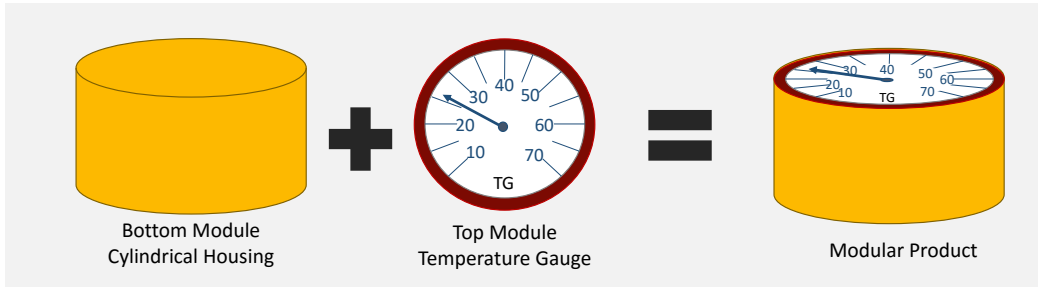 10
20
30
40
50
60
70
TG
Bottom Module
Cylindrical Housing
Top Module
Temperature Gauge
10
20
30
40
50
60
70
TG
Modular Product